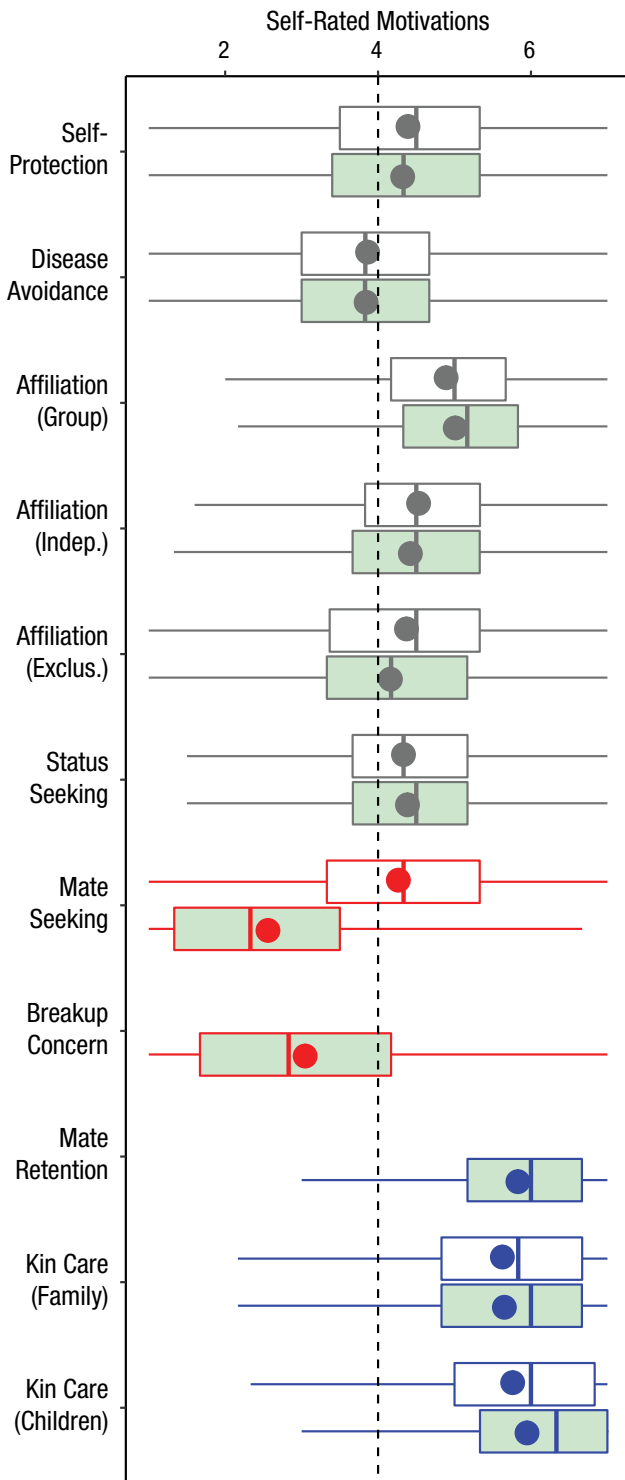 Self-Rated Motivations
2 4 6
Self-
Protection
Disease
Avoidance
Affiliation
(Group)
Affiliation
(Indep.)
Affiliation
(Exclus.)
Status
Seeking
Mate
Seeking
Breakup
Concern
Mate
Retention
Kin Care
(Family)
Kin Care
(Children)